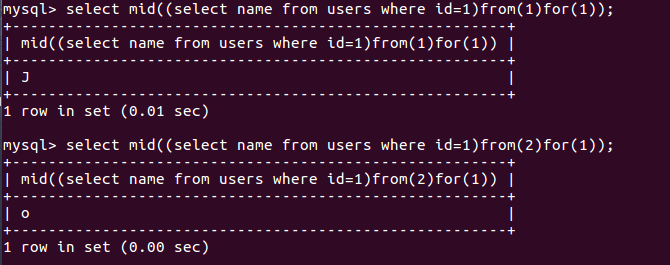 mysql> select mid((select name from users where id=1)from(1)for(1));
+-----------------------------------------------------+
| mid((select name from users where id=1)from(1)for(1)) |
+-----------------------------------------------------+
| J |
+-----------------------------------------------------+
1 row in set (0.01 sec)
mysql> select mid((select name from users where id=1)from(2)for(1));
+-----------------------------------------------------+
| mid((select name from users where id=1)from(2)for(1)) |
+-----------------------------------------------------+
| o |
+-----------------------------------------------------+
1 row in set (0.00 sec)